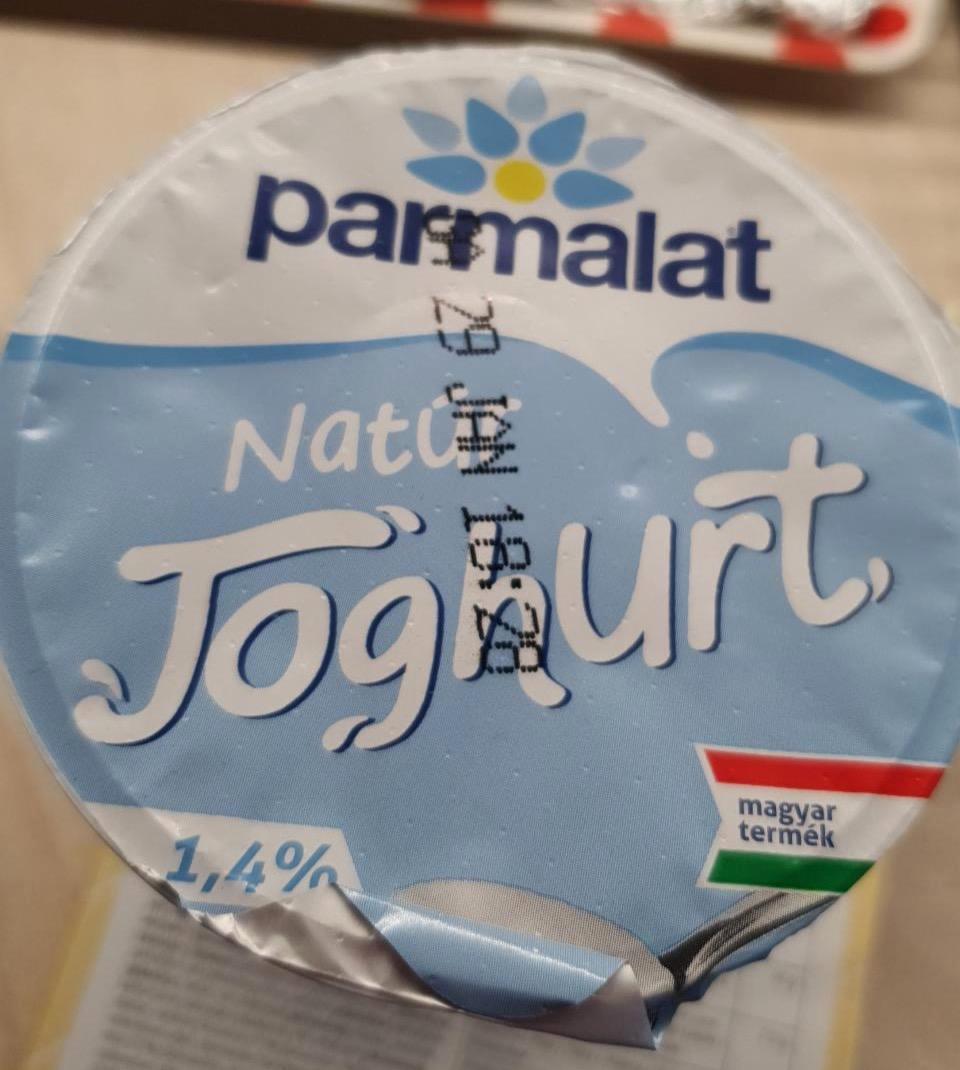 parmalat
Natúr
Joghurt
1,4%
magyar
termék